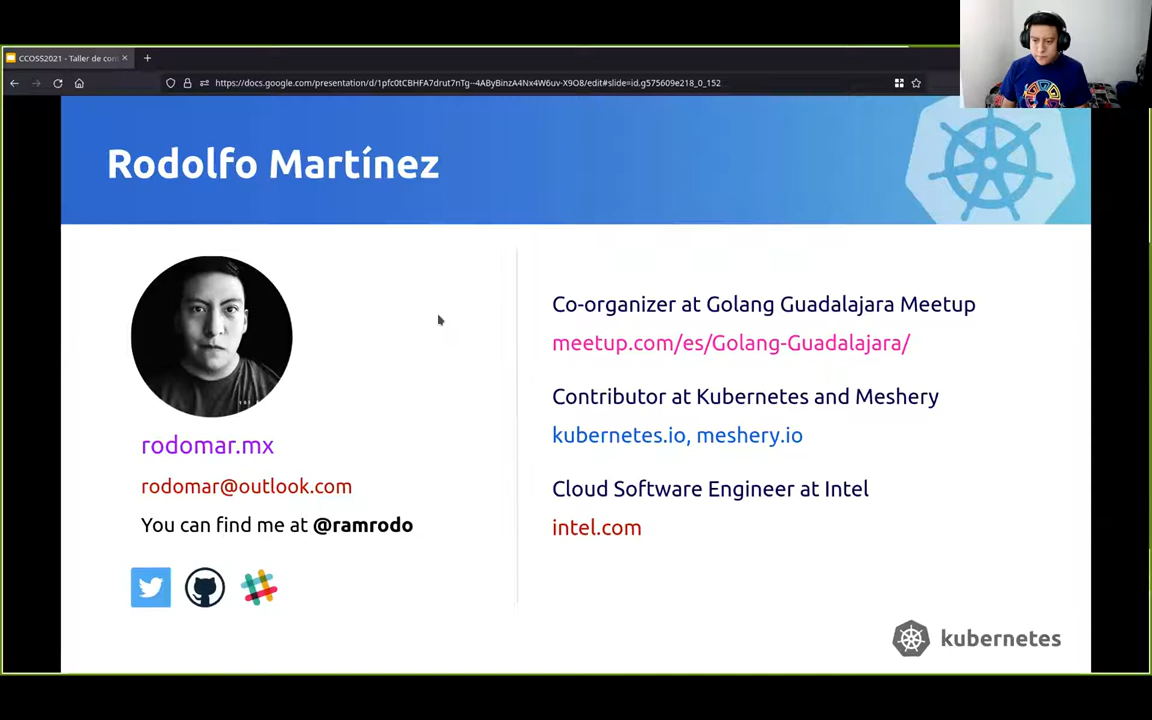 CCOSS2021 - Taller de con
https://docs.google.com/presentation/d/1pfc0tCBHFA7drut7nTg--4AByBinzA4Nx4W6uv-X9O8/edit#slide=id.g575609e218_0_152
Rodolfo Martínez
rodomar.mx
rodomar@outlook.com
You can find me at @ramrodo
Co-organizer at Golang Guadalajara Meetup
meetup.com/es/Golang-Guadalajara/
Contributor at Kubernetes and Meshery
kubernetes.io, meshery.io
Cloud Software Engineer at Intel
intel.com
kubernetes